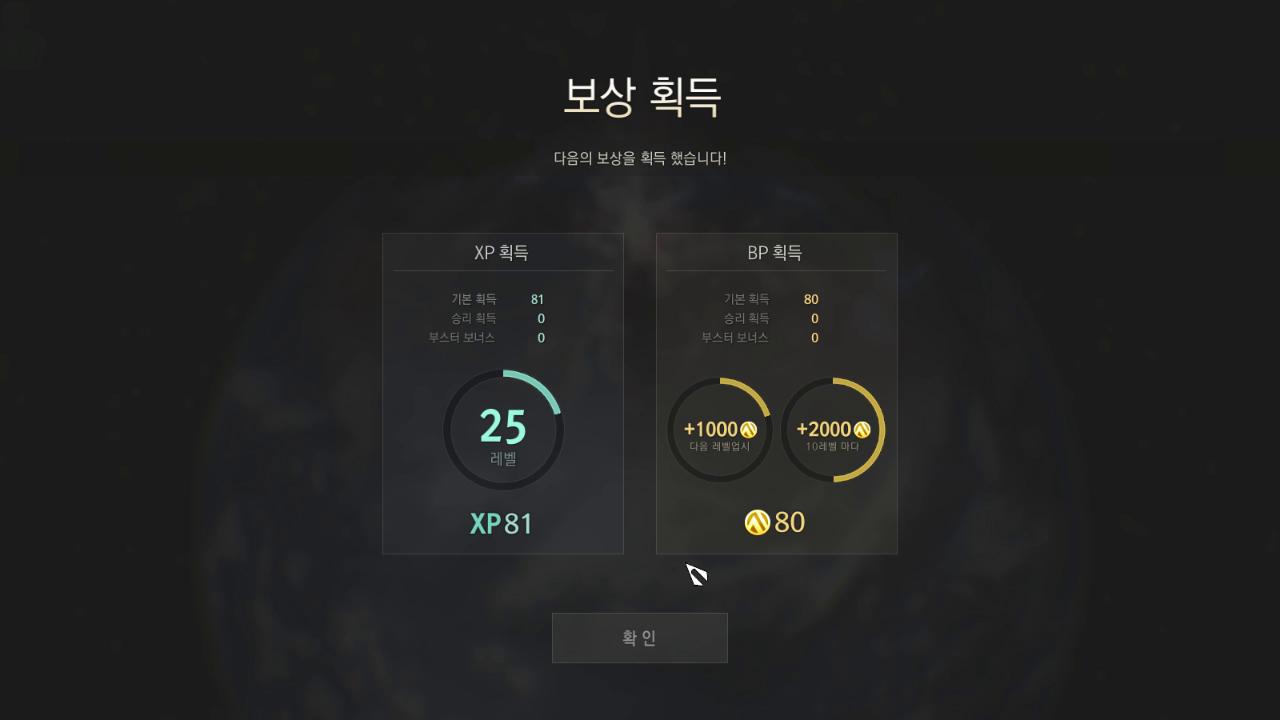 보상 획득
다음의 보상을 획득 했습니다!
XP 획득
기본 획득 81
승리 획득 0
부스터 보너스 0
25
레벨
XP81
BP 획득
기본 획득 80
승리 획득 0
부스터 보너스 0
+1000
다음 레벨업시
+2000
10레벨 마다
80
확 인